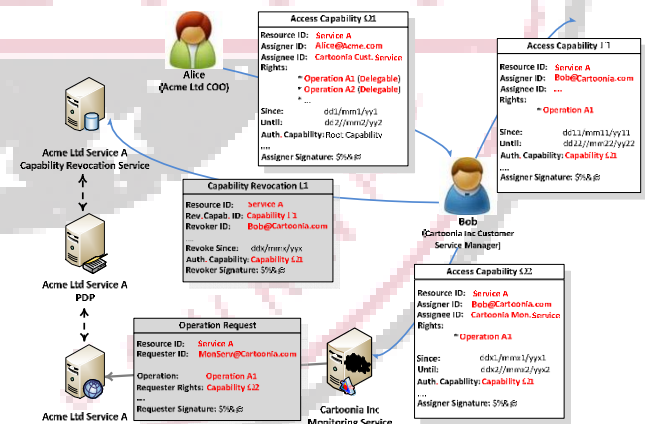 Access Capability Ω1
Resource ID: Service A
Assigner ID: Alice@Acme.com
Assignee ID: Cartoonia Cust. Service
Rights:
* Operation A1 (Delegable)
* Operation A2 (Delegable)
* ...
Since: dd1/mm1/yy1
Until: dd2//mm2/yy2
Auth. Capability: Root Capability
....
Assigner Signature: $%&@
Alice
(Acme Ltd COO)
Access Capability
Resource ID: Service A
Assigner ID: Bob@Cartoonia.com
Assignee ID: ...
Rights:
* Operation A1
Since: dd11/mm11/yy11
Until: dd22//mm22/yy22
Auth. Capability: Capability Ω1
....
Assigner Signature: $%&@
Acme Ltd Service A
Capability Revocation Service
Capability Revocation L1
Resource ID: Service A
Rev.Capab. ID: Capability
Revoker ID: Bob@Cartoonia.com
...
Revoke Since: ddx/mmx/yyx
Auth. Capability: Capability Ω1
Revoker Signature: $%&@
Bob
(Cartoonia Inc Customer
Service Manager)
Acme Ltd Service A
PDP
Access Capability Ω2
Resource ID: Service A
Assigner ID: Bob@Cartoonia.com
Assignee ID: Cartoonia Mon. Service
Rights:
* Operation A1
Since: ddx1/mmx1/yyx1
Until: ddx2//mmx2/yyx2
Auth. Capability: Capability Ω1
....
Assigner Signature: $%&@
Operation Request
Resource ID: Service A
Requester ID: MonServ@Cartoonia.com
Operation: Operation A1
Requester Rights: Capability Ω2
....
Requester Signature: $%&@
Acme Ltd Service A
Cartoonia Inc
Monitoring Service